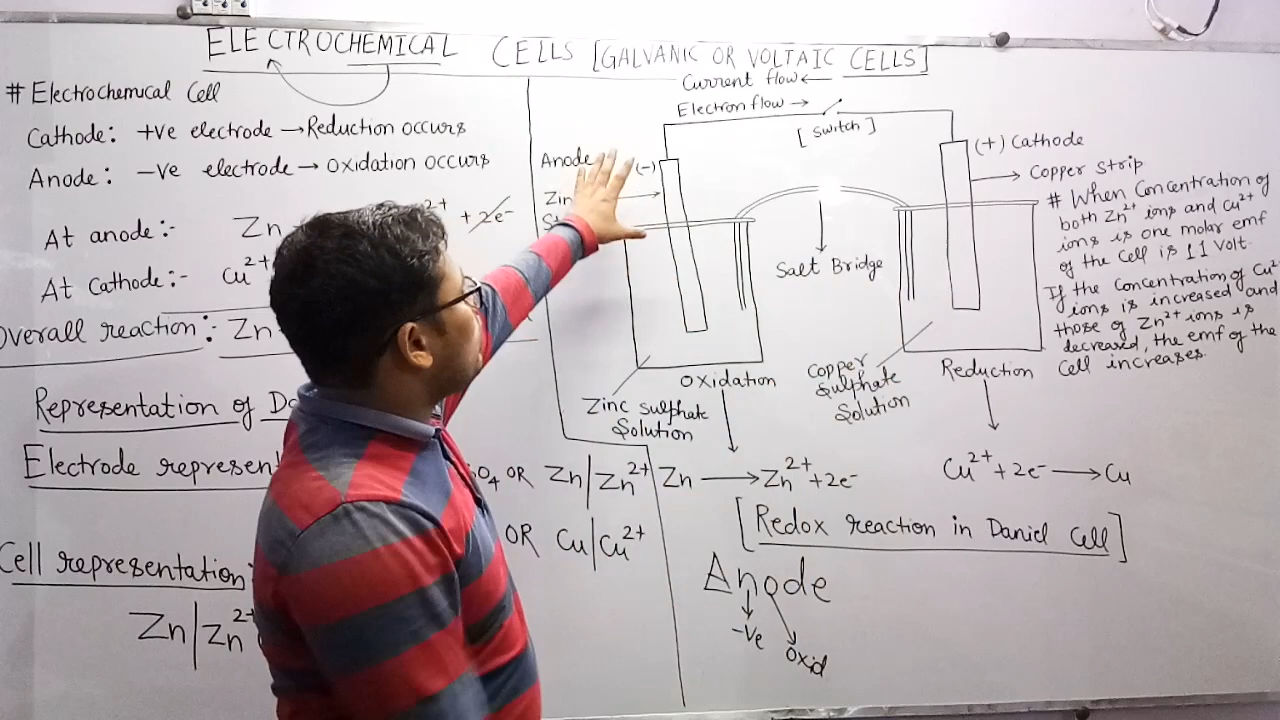 ELECTROCHEMICAL CELLS [GALVANIC OR VOLTAIC CELLS]
# Electrochemical Cell
Cathode: +ve electrode → Reduction occurs
Anode: -ve electrode → oxidation occurs
At anode:- Zn 2+ + 2e-
At cathode:- Cu2+
Overall reaction:- Zn
Representation of
Electrode SO4 OR Zn|Zn2+
OR Cu|Cu2+
Cell representation
Zn|Zn2+
Current flow ←
Electron flow →
[Switch]
Anode (-)
(+) Cathode
Copper strip
Salt Bridge
Zinc sulphate
Solution
Copper
Sulphate
Solution
Oxidation
Reduction
# When Concentration of
both Zn2+ ions and Cu2+
ions is one molar emf
of the cell is 1.1 Volt.
If the concentration of Cu2+
ions is increased and
those of Zn2+ ions is
decreared, the emf of the
cell increases.
Zn → Zn2+ + 2e-
Cu2+ + 2e- → Cu
[Redox reaction in Daniel Cell]
Anode
-ve
Oxid